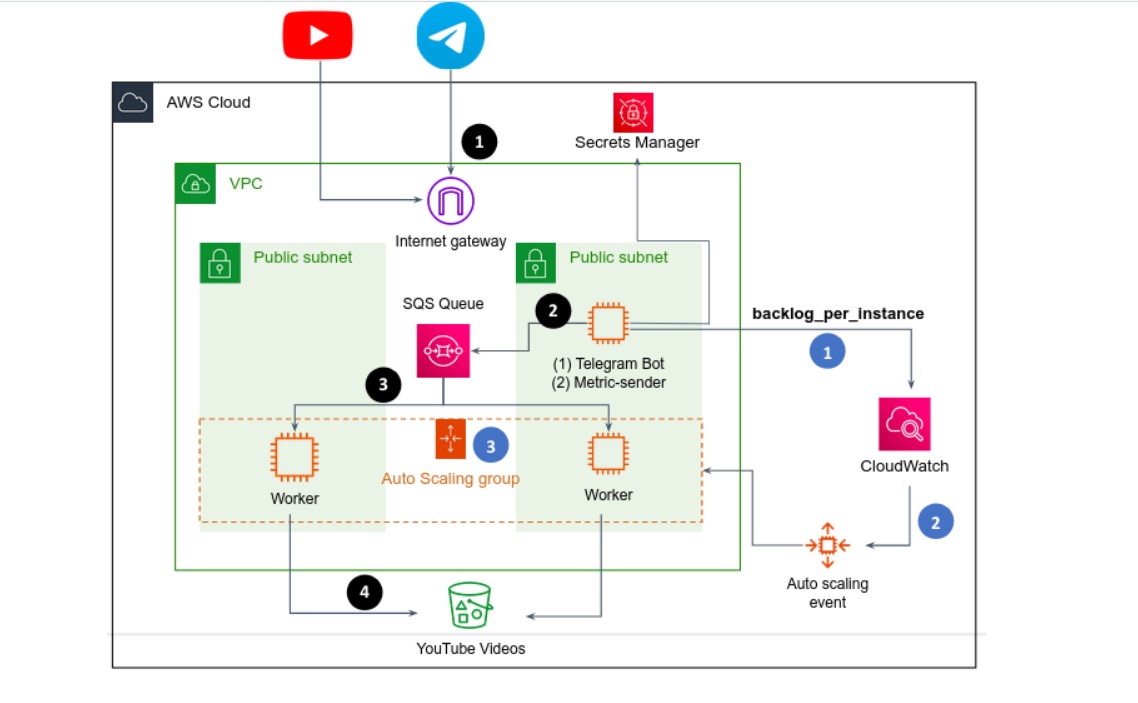 AWS Cloud
1
Secrets Manager
VPC
Internet gateway
Public subnet
Public subnet
SQS Queue
2
backlog_per_instance
1
(1) Telegram Bot
(2) Metric-sender
3
3
Auto Scaling group
Worker
Worker
CloudWatch
2
Auto scaling
event
4
YouTube Videos